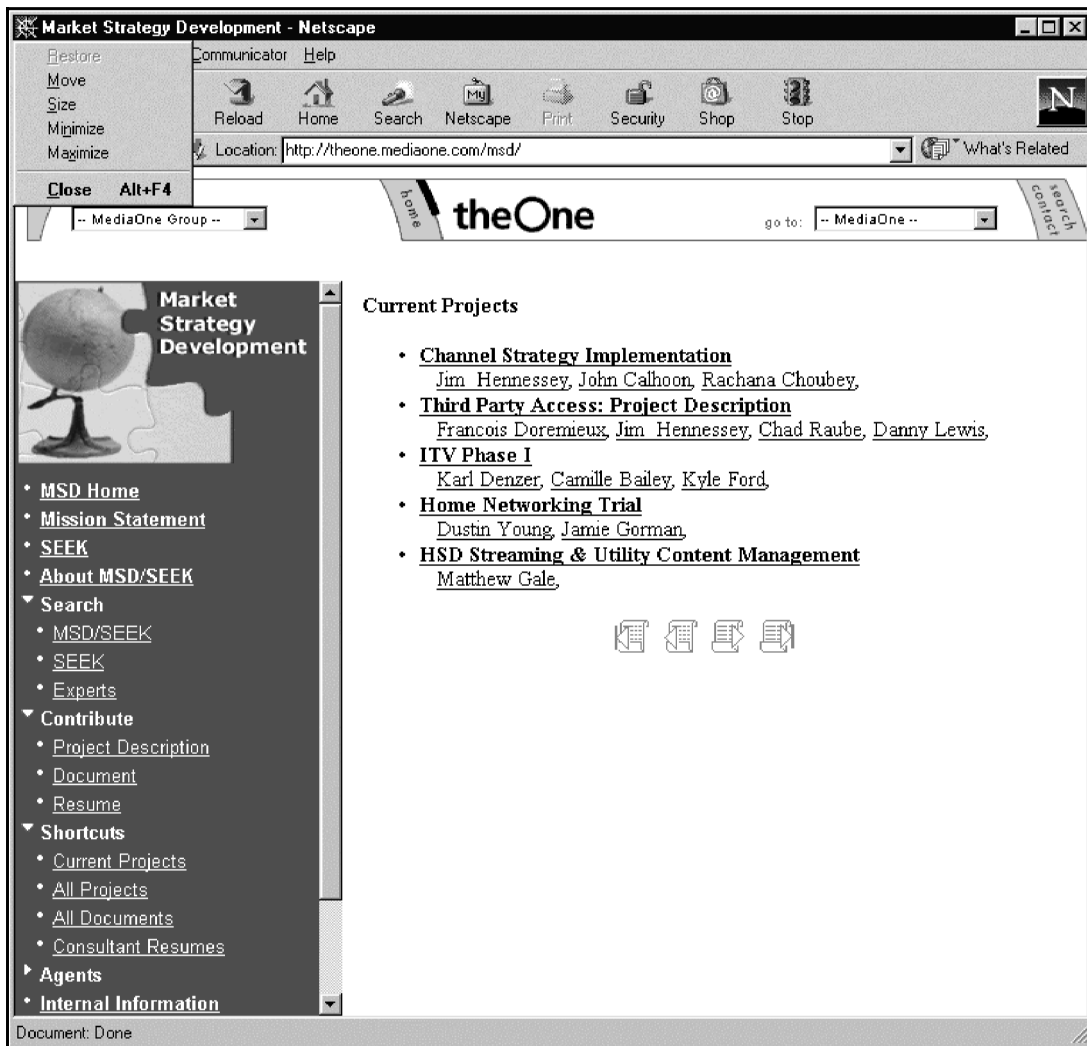 Market Strategy Development - Netscape
Restore
Move
Size
Minimize
Maximize
Close Alt+F4
Communicator Help
Reload Home Search Netscape Print Security Shop Stop
My
N
Location: http://theone.mediaone.com/msd/ What's Related
-- MediaOne Group --
home
theOne
go to: -- MediaOne --
search
contact
Market
Strategy
Development
• MSD Home
• Mission Statement
• SEEK
• About MSD/SEEK
Search
• MSD/SEEK
• SEEK
• Experts
Contribute
• Project Description
• Document
• Resume
Shortcuts
• Current Projects
• All Projects
• All Documents
• Consultant Resumes
Agents
• Internal Information
Current Projects
• Channel Strategy Implementation
Jim Hennessey, John Calhoon, Rachana Choubey,
• Third Party Access: Project Description
Francois Doremieux, Jim Hennessey, Chad Raube, Danny Lewis,
• ITV Phase I
Karl Denzer, Camille Bailey, Kyle Ford,
• Home Networking Trial
Dustin Young, Jamie Gorman,
• HSD Streaming & Utility Content Management
Matthew Gale,
Document: Done